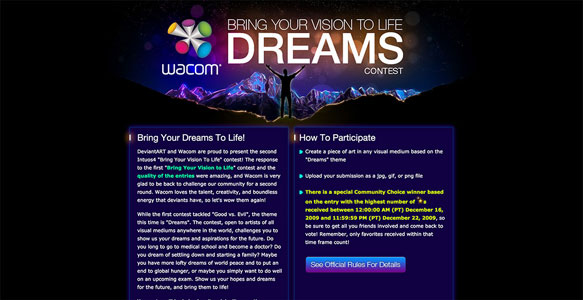 BRING YOUR VISION TO LIFE
DREAMS
CONTEST
wacom®
Bring Your Dreams To Life!
DeviantART and Wacom are proud to present the second
Intuos4 "Bring Your Vision To Life" contest! The response
to the first "Bring Your Vision to Life" contest and the
quality of the entries were amazing, and Wacom is very
glad to be back to challenge our community for a second
round. Wacom loves the talent, creativity, and boundless
energy that deviants have, so let's wow them again!
While the first contest tackled "Good vs. Evil", the theme
this time is "Dreams". The contest, open to artists of all
visual mediums anywhere in the world, challenges you to
show us your dreams and aspirations for the future. Do
you long to go to medical school and become a doctor? Do
you dream of settling down and starting a family? Maybe
you have more lofty dreams of world peace and to put an
end to global hunger, or maybe you simply want to do well
on an upcoming exam. Show us your hopes and dreams
for the future, and bring them to life!
How To Participate
Create a piece of art in any visual medium based on the
"Dreams" theme
Upload your submission as a jpg, gif, or png file
There is a special Community Choice winner based
on the entry with the highest number of
received between 12:00:00 AM (PT) December 16,
2009 and 11:59:59 PM (PT) December 22, 2009, so
be sure to get all you friends involved and come back to
vote! Remember, only favorites received within that
time frame count!
See Official Rules For Details